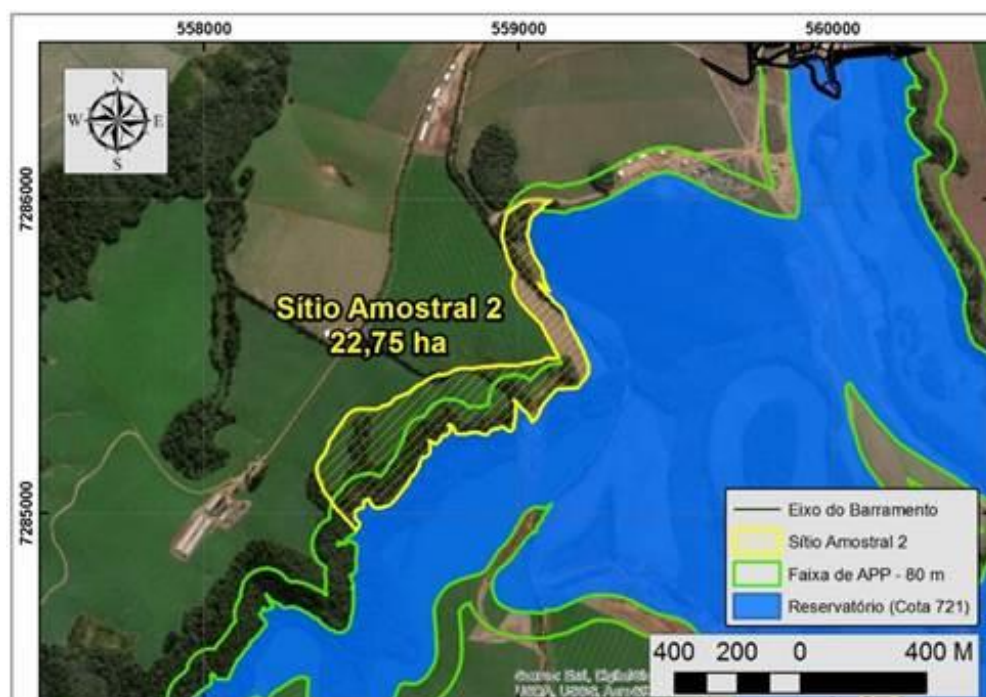 558000 559000 560000
N
W E
S
7286000
Sítio Amostral 2
22,75 ha
7285000
Eixo do Barramento
Sítio Amostral 2
Faixa de APP - 80 m
Reservatório (Cota 721)
400 200 0 400 M